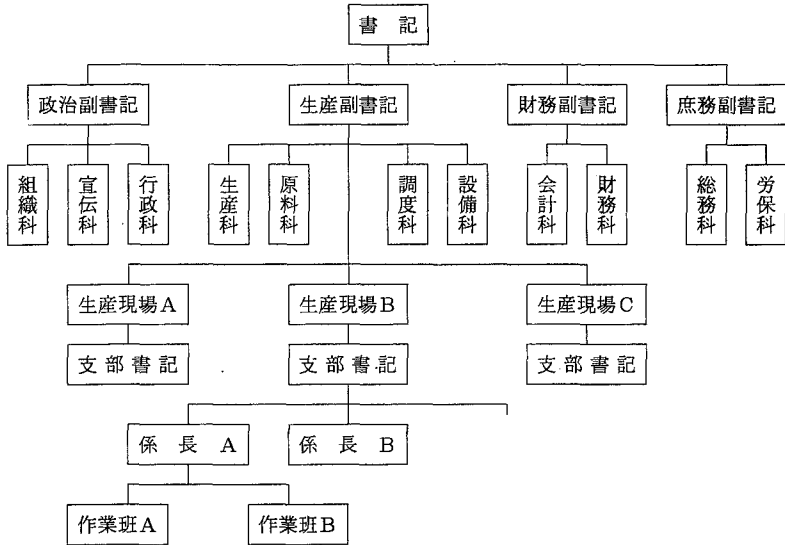 書記
政治副書記
生産副書記
財務副書記
庶務副書記
組織科
宣伝科
行政科
生産科
原料科
調度科
設備科
会計科
財務科
総務科
労保科
生産現場A
生産現場B
生産現場C
支部書記
支部書記
支部書記
係長A
係長B
作業班A
作業班B